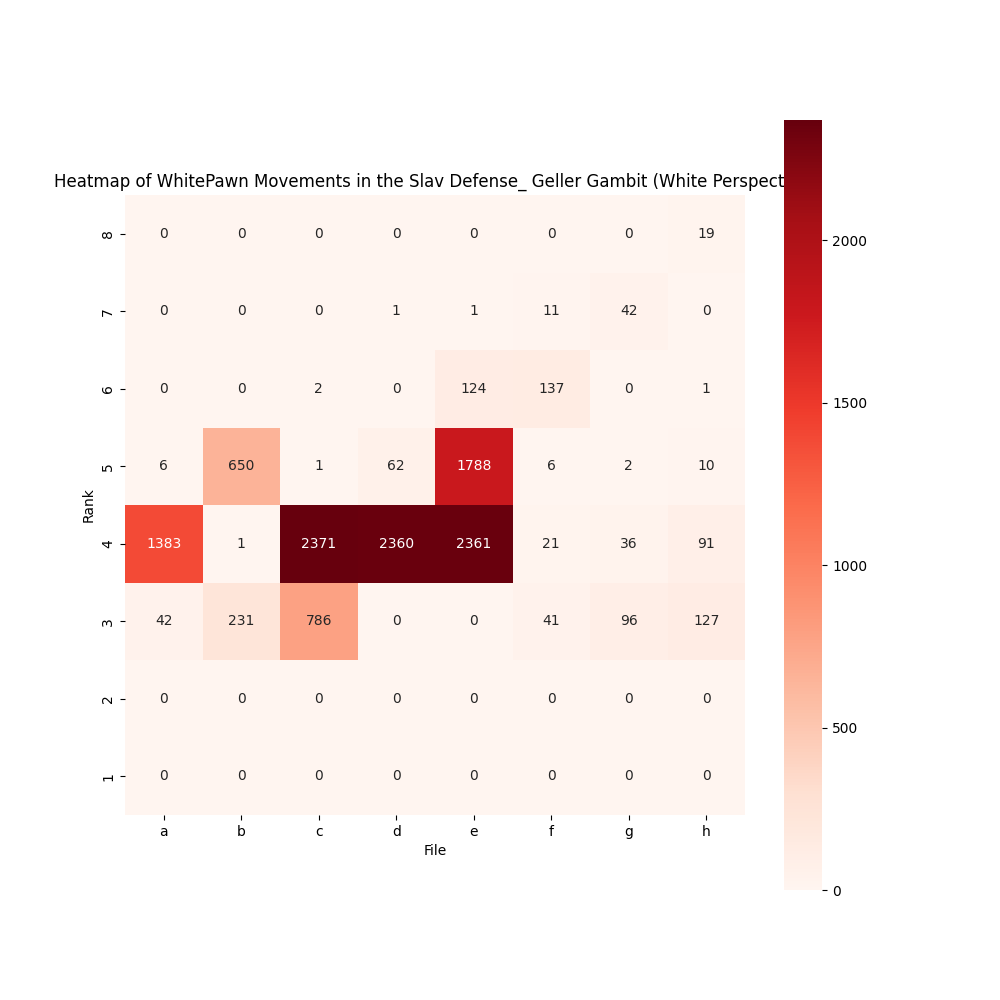 Heatmap of WhitePawn Movements in the Slav Defense_ Geller Gambit (White Perspect
8 0 0 0 0 0 0 0 19
7 0 0 0 1 1 11 42 0
6 0 0 2 0 124 137 0 1
5 6 650 1 62 1788 6 2 10
4 1383 1 2371 2360 2361 21 36 91
3 42 231 786 0 0 41 96 127
2 0 0 0 0 0 0 0 0
1 0 0 0 0 0 0 0 0
a b c d e f g h
File
Rank
2000
1500
1000
500
0